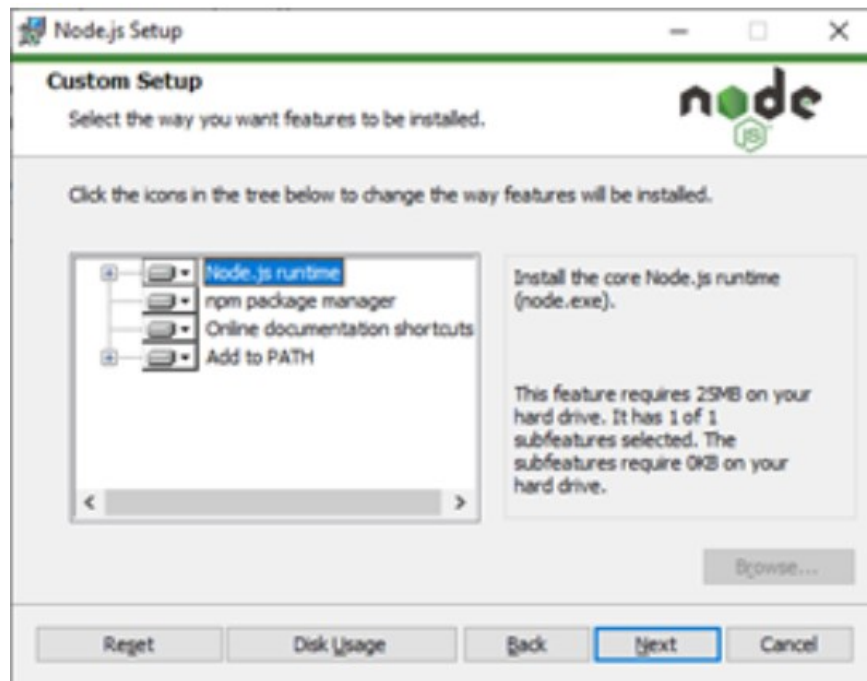 Node.js Setup
Custom Setup
Select the way you want features to be installed.
node
JS
Click the icons in the tree below to change the way features will be installed.
Node.js runtime
npm package manager
Online documentation shortcuts
Add to PATH
Install the core Node.js runtime
(node.exe).
This feature requires 25MB on your
hard drive. It has 1 of 1
subfeatures selected. The
subfeatures require 0KB on your
hard drive.
Browse...
Reset
Disk Usage
Back
Next
Cancel